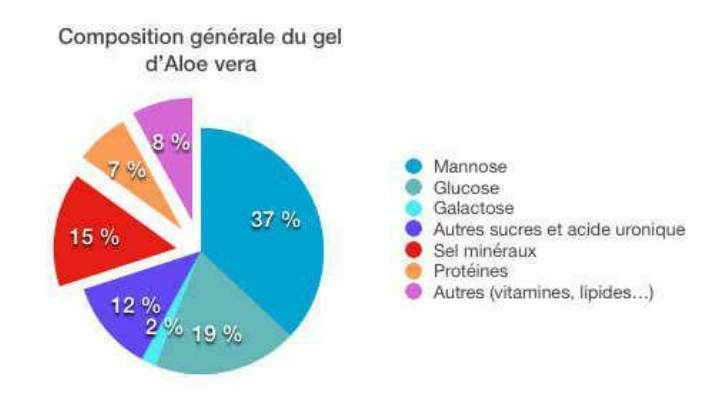 Composition générale du gel
d'Aloe vera
8 %
7 %
37 %
15 %
12 %
2 %
19 %
Mannose
Glucose
Galactose
Autres sucres et acide uronique
Sel minéraux
Protéines
Autres (vitamines, lipides…)